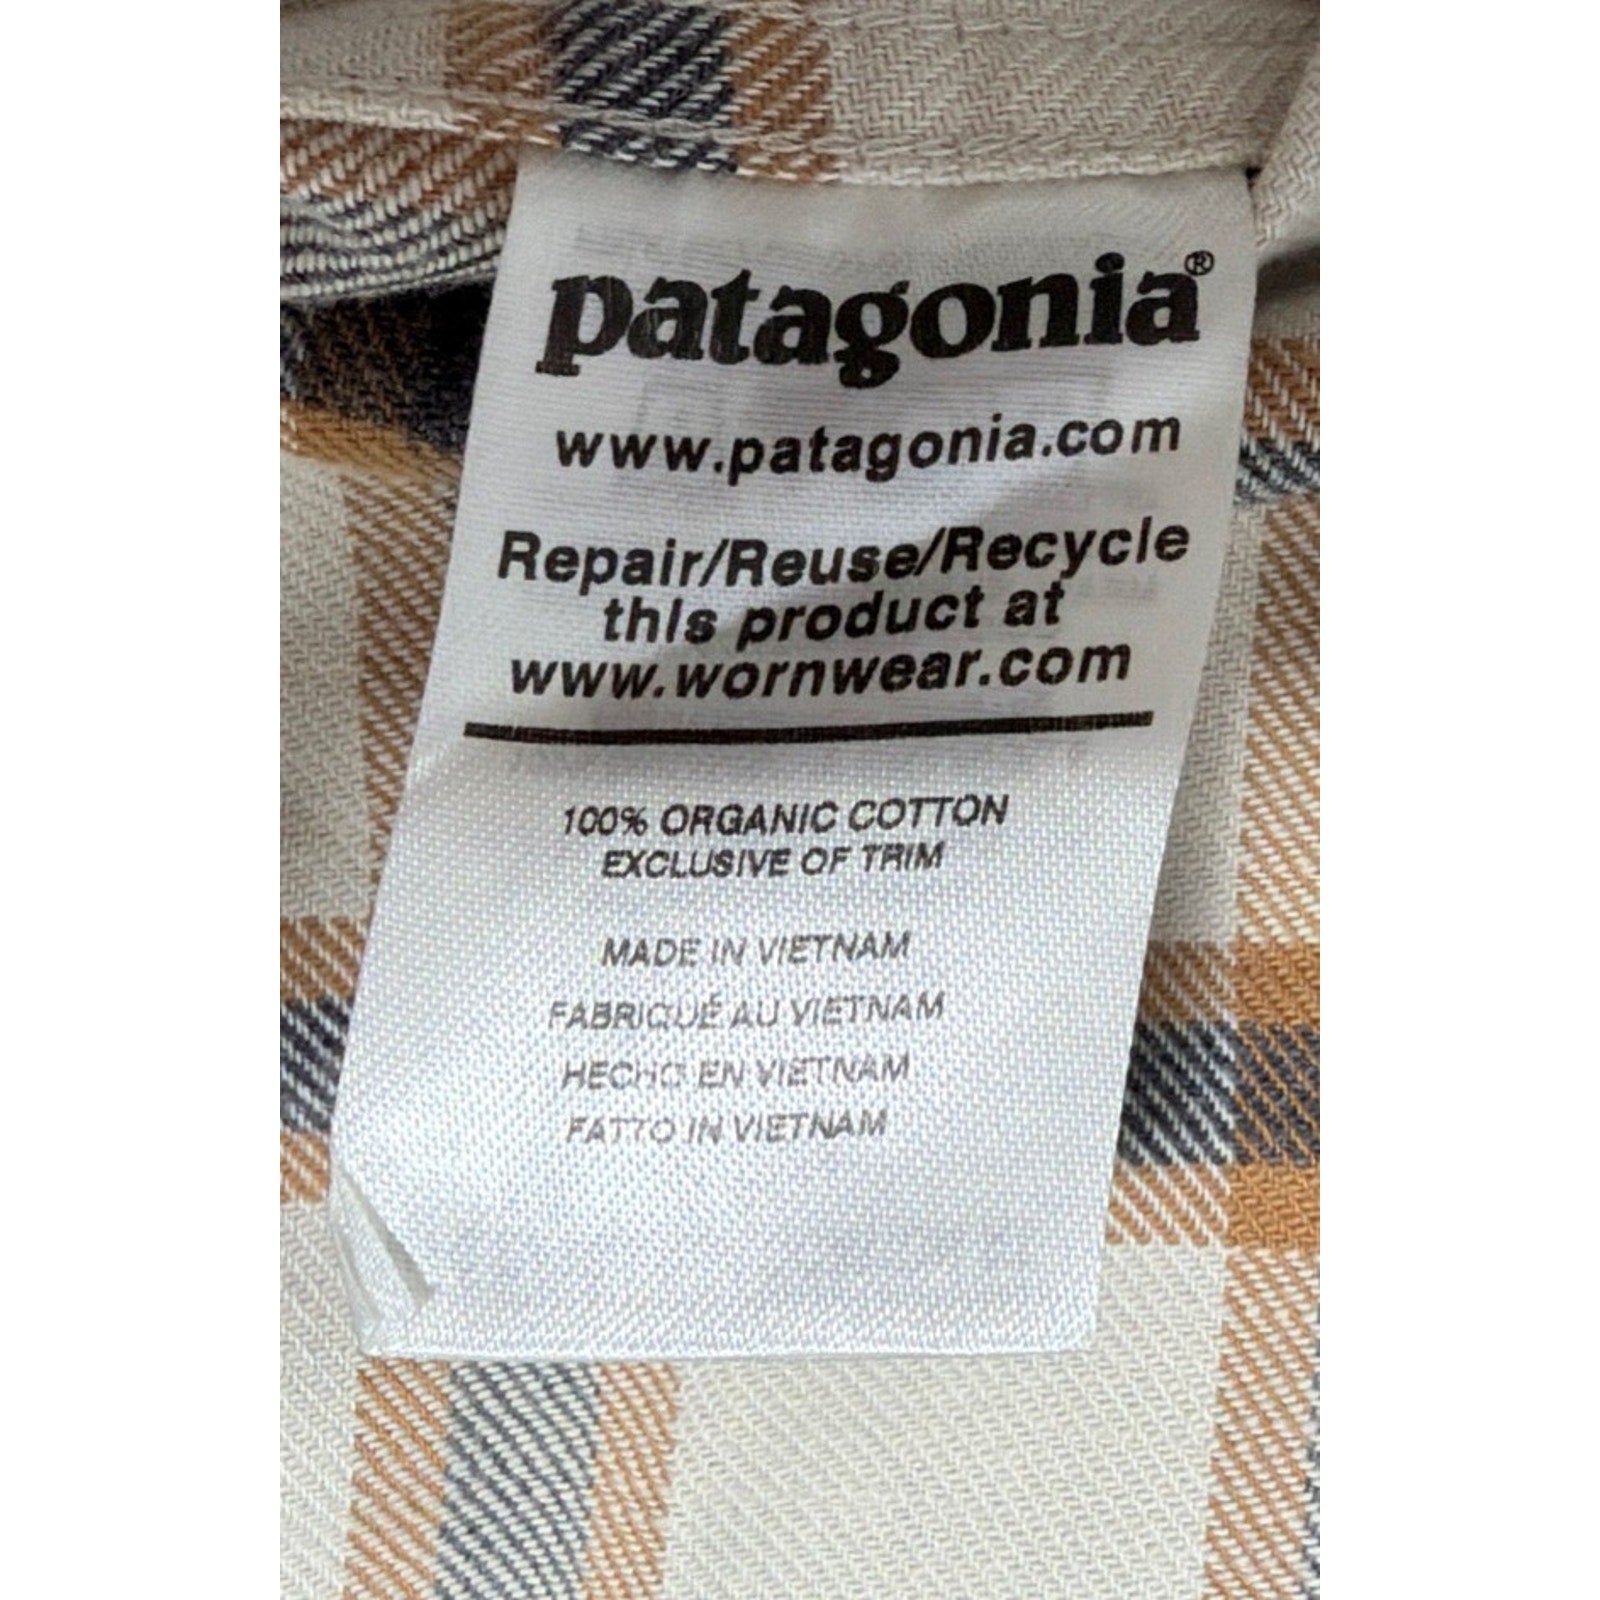 patagonia®
www.patagonia.com
Repair/Reuse/Recycle
this product at
www.wornwear.com
100% ORGANIC COTTON
EXCLUSIVE OF TRIM
MADE IN VIETNAM
FABRIQUÉ AU VIETNAM
HECHO EN VIETNAM
FATTO IN VIETNAM